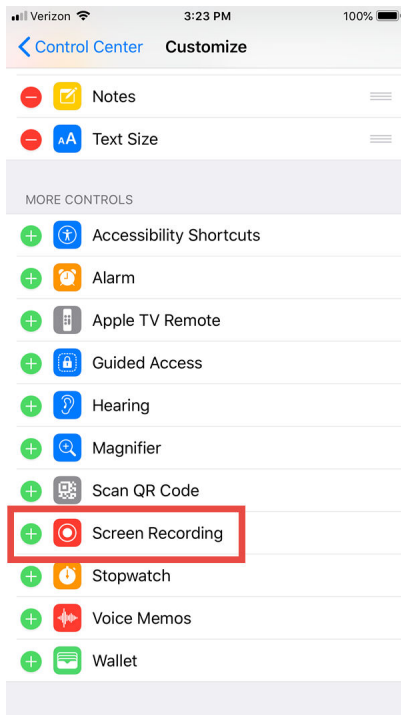 Verizon 3:23 PM 100%
Control Center Customize
Notes
AA Text Size
MORE CONTROLS
Accessibility Shortcuts
Alarm
Apple TV Remote
Guided Access
Hearing
Magnifier
Scan QR Code
Screen Recording
Stopwatch
Voice Memos
Wallet